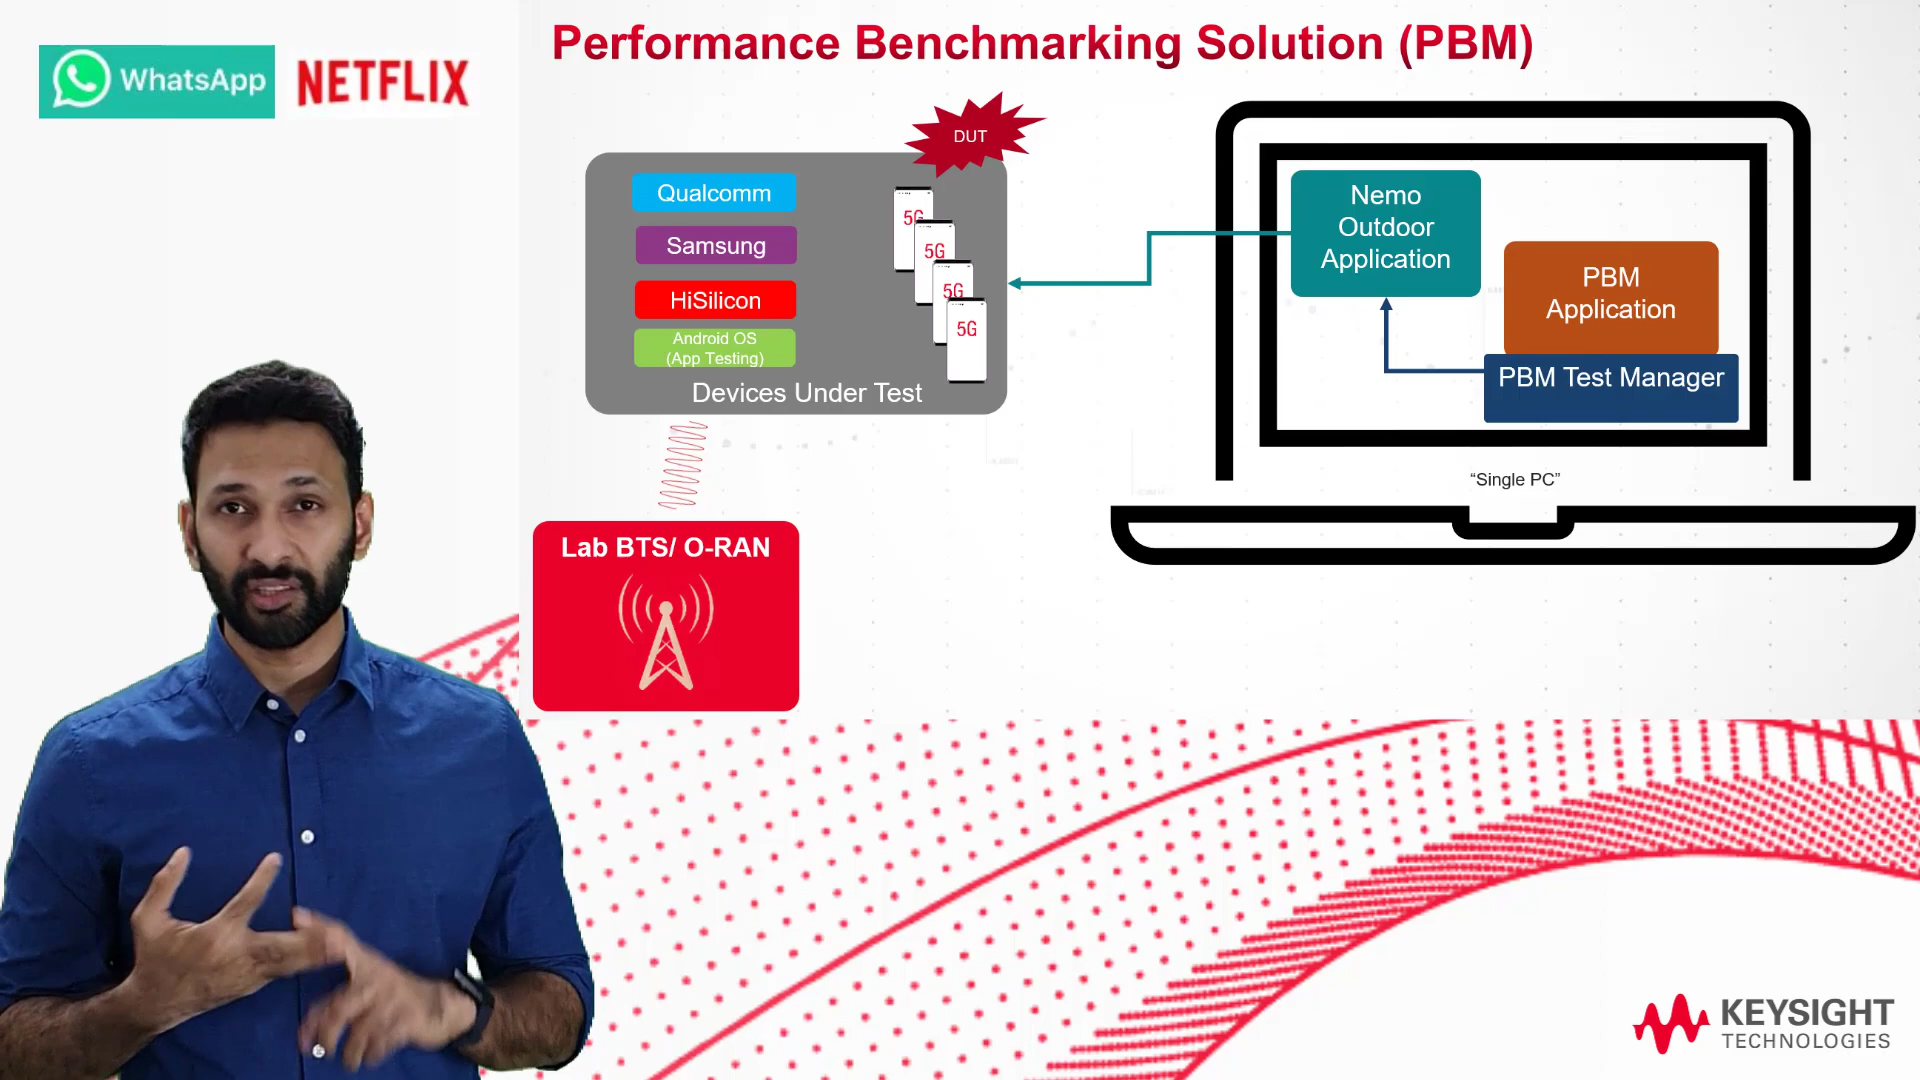 WhatsApp
NETFLIX
Performance Benchmarking Solution (PBM)
DUT
Qualcomm
Samsung
HiSilicon
Android OS
(App Testing)
5G
5G
5G
5G
Devices Under Test
Nemo
Outdoor
Application
PBM
Application
PBM Test Manager
“Single PC”
Lab BTS/ O-RAN
KEYSIGHT
TECHNOLOGIES